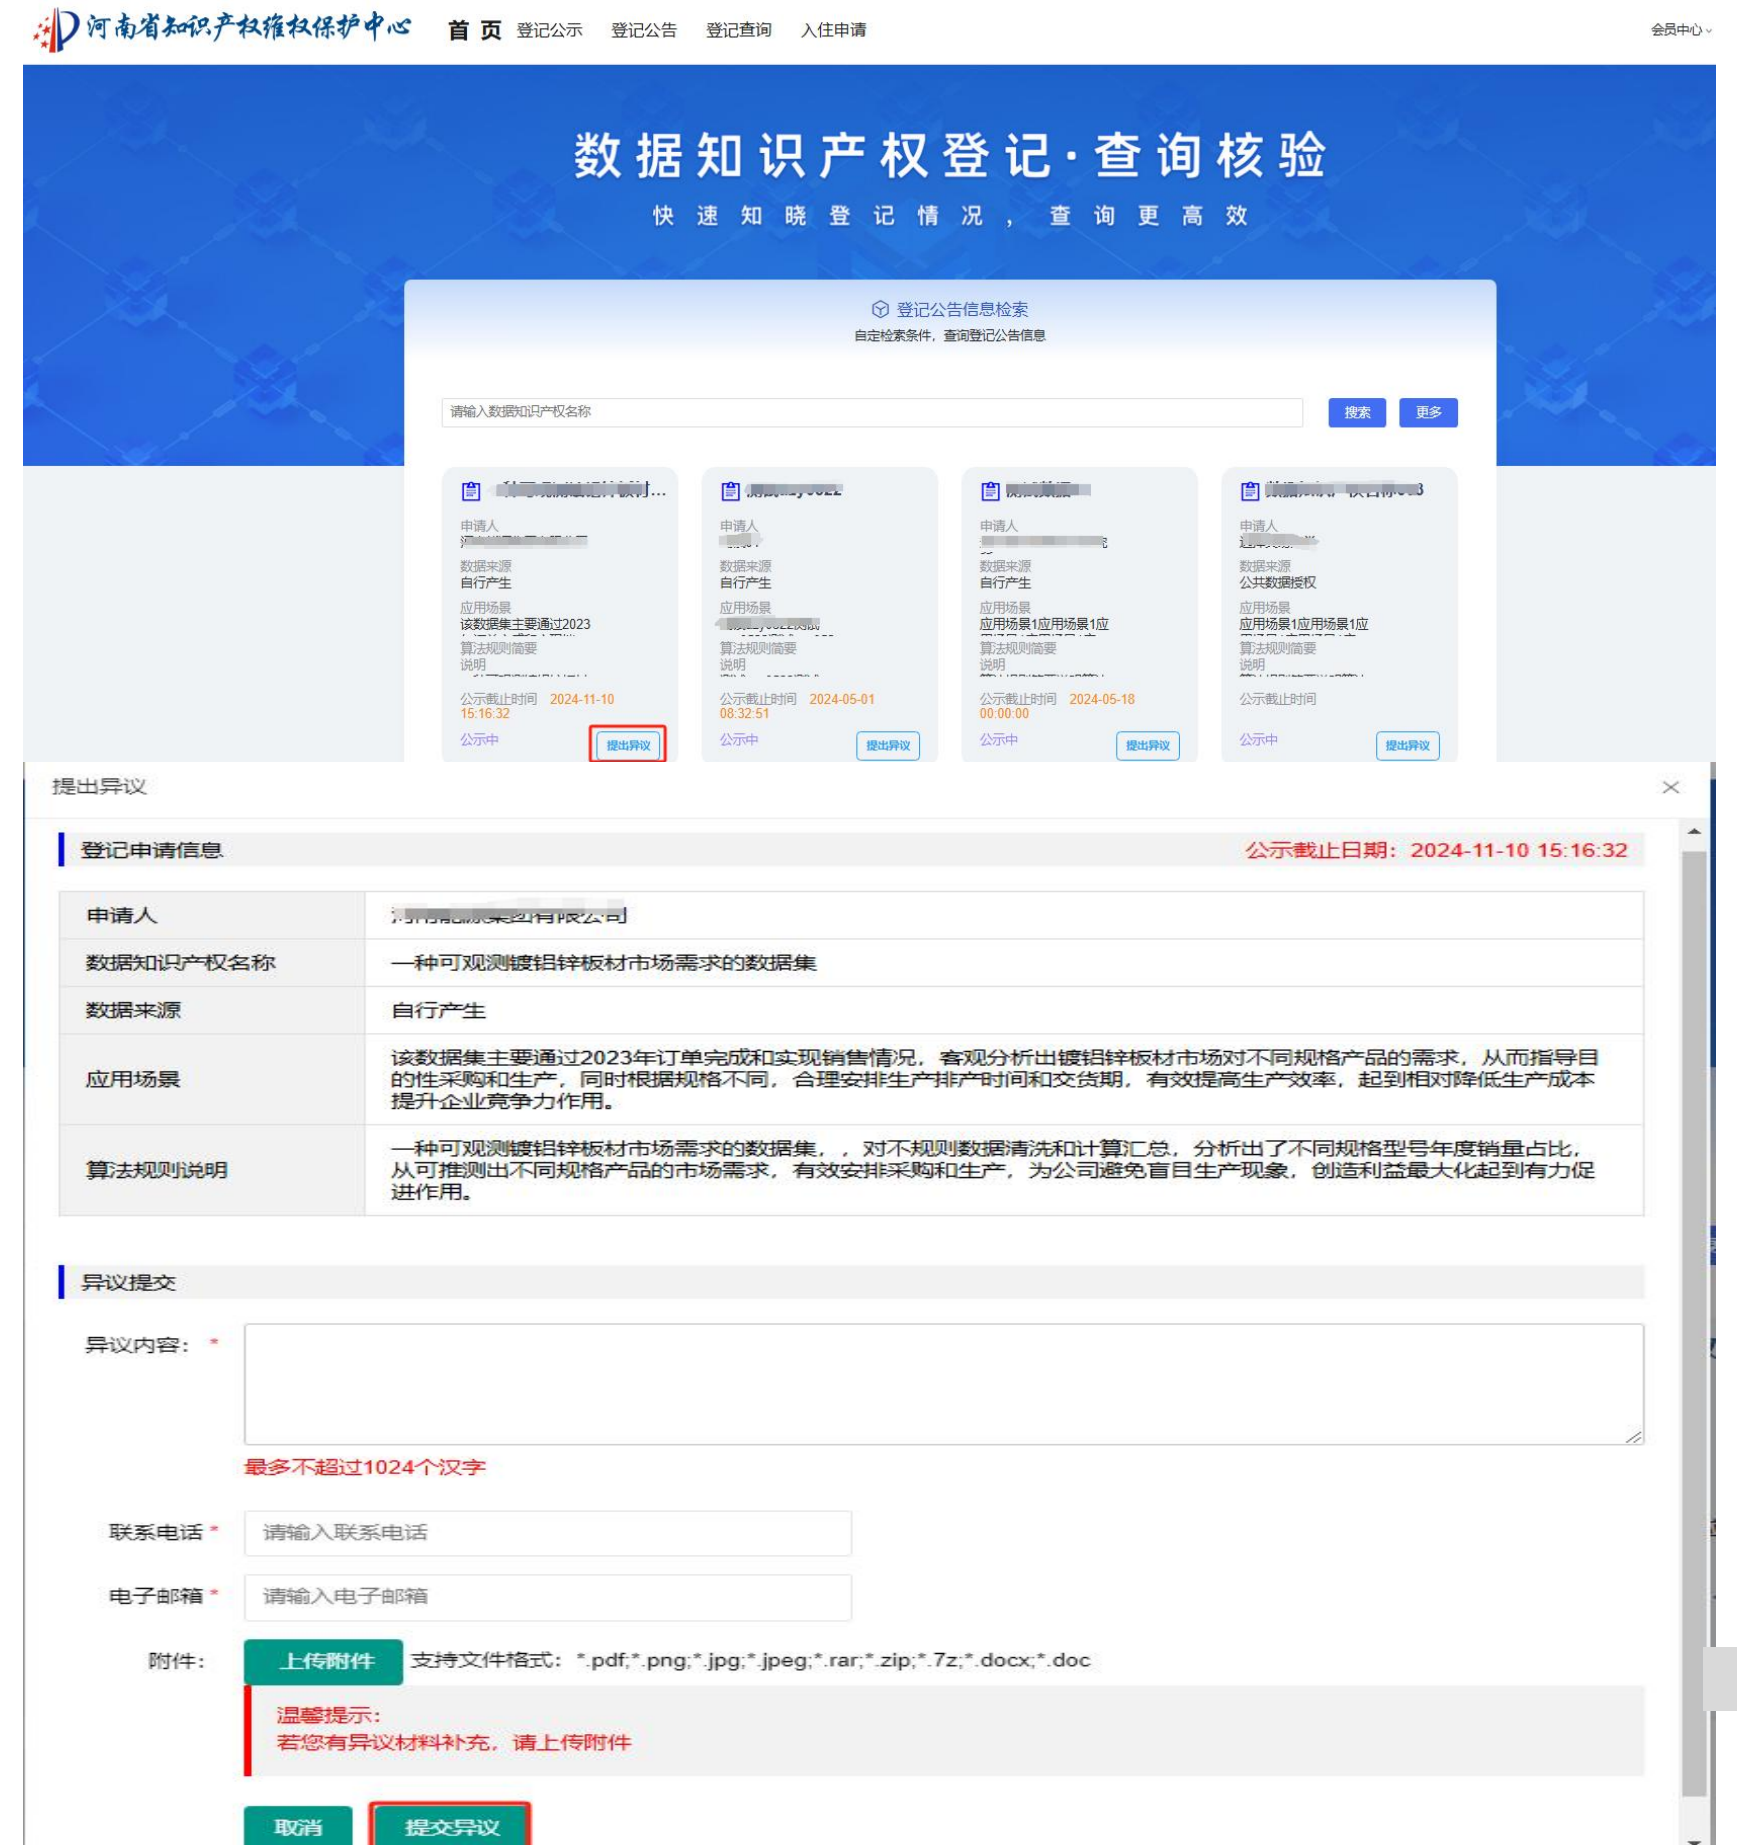 河南省知识产权维权保护中心 首 页 登记公示 登记公告 登记查询 入住申请 会员中心
数据知识产权登记·查询核验
快速知晓登记情况，查询更高效
登记公告信息检索
自定检索条件，查询登记公告信息
请输入数据知识产权名称 搜索 更多
申请人
数据来源
自行产生
应用场景
该数据集主要通过2023
算法规则简要
说明
公示截止时间 2024-11-10
15:16:32
公示中 提出异议
申请人
数据来源
自行产生
应用场景
算法规则简要
说明
公示截止时间 2024-05-01
08:32:51
公示中 提出异议
申请人
数据来源
自行产生
应用场景
应用场景1应用场景1应
算法规则简要
说明
公示截止时间 2024-05-18
00:00:00
公示中 提出异议
申请人
数据来源
公共数据授权
应用场景
应用场景1应用场景1应
算法规则简要
说明
公示截止时间
公示中 提出异议
提出异议
登记申请信息 公示截止日期：2024-11-10 15:16:32
申请人
数据知识产权名称 一种可观测镀铝锌板材市场需求的数据集
数据来源 自行产生
应用场景 该数据集主要通过2023年订单完成和实现销售情况，客观分析出镀铝锌板材市场对不同规格产品的需求，从而指导目
的性采购和生产，同时根据规格不同，合理安排生产排产时间和交货期，有效提高生产效率，起到相对降低生产成本
提升企业竞争力作用。
算法规则说明 一种可观测镀铝锌板材市场需求的数据集，，对不规则数据清洗和计算汇总，分析出了不同规格型号年度销量占比，
从可推测出不同规格产品的市场需求，有效安排采购和生产，为公司避免盲目生产现象，创造利益最大化起到有力促
进作用。
异议提交
异议内容：*
最多不超过1024个汉字
联系电话* 请输入联系电话
电子邮箱* 请输入电子邮箱
附件： 上传附件 支持文件格式：*.pdf;*.png;*.jpg;*.jpeg;*.rar;*.zip;*.7z;*.docx;*.doc
温馨提示：
若您有异议材料补充，请上传附件
取消 提交异议